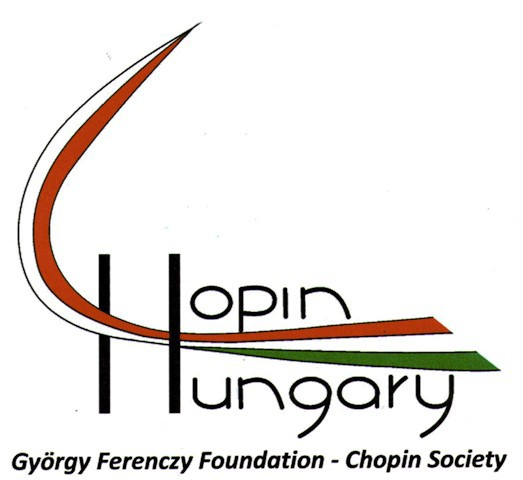 Chopin
Hungary
György Ferenczy Foundation - Chopin Society